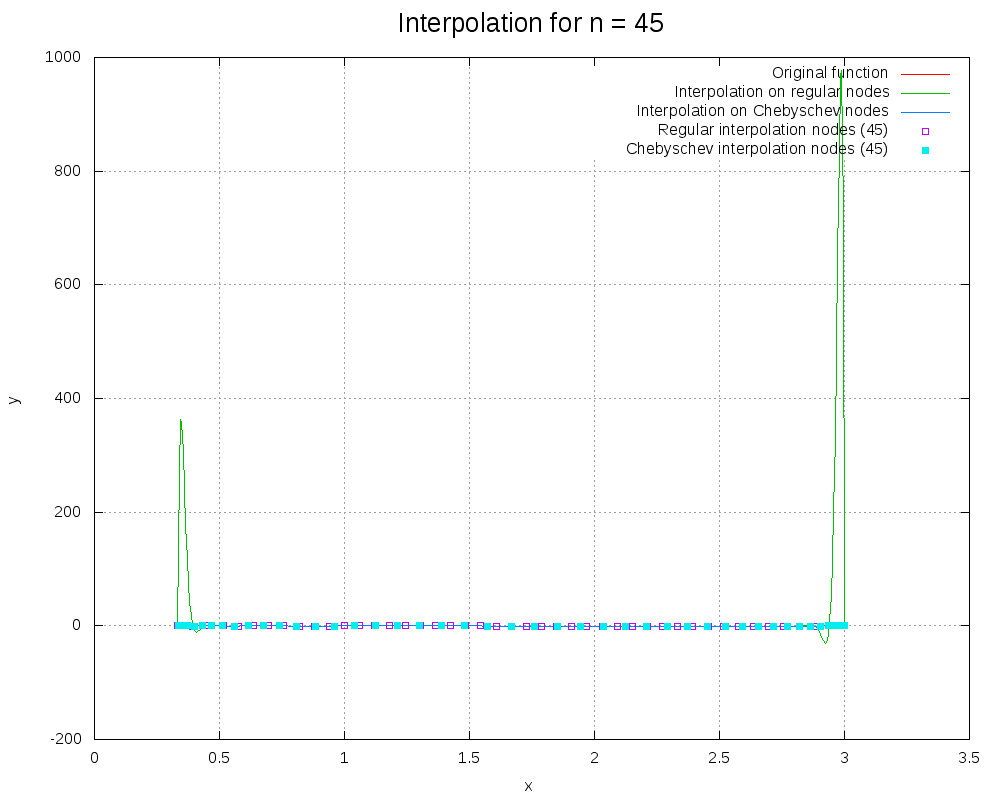 Interpolation for n = 45
1000
800
600
400
200
0
-200
0
0.5
1
1.5
2
2.5
3
3.5
x
y
Original function
Interpolation on regular nodes
Interpolation on Chebyschev nodes
Regular interpolation nodes (45)
Chebyschev interpolation nodes (45)